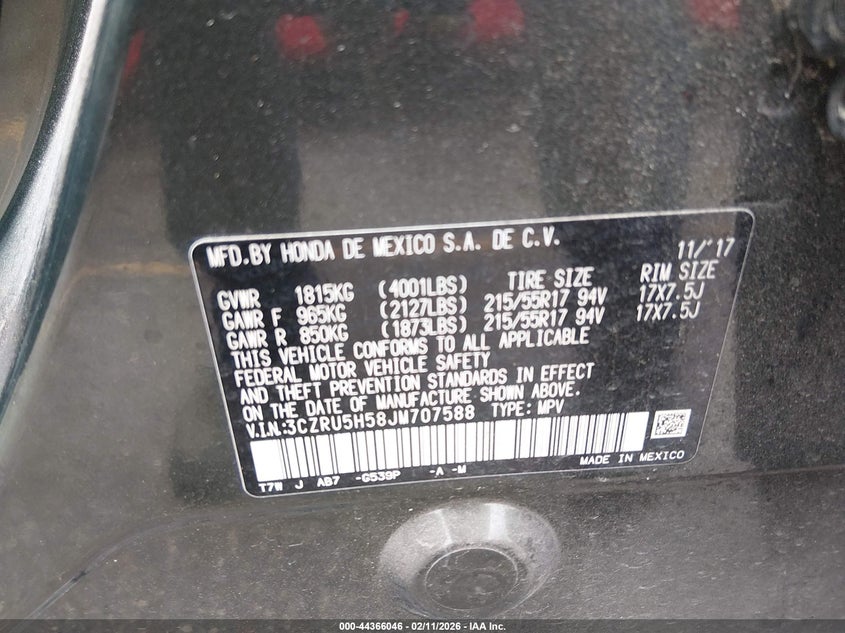 MFD.BY HONDA DE MEXICO S.A. DE C.V. 11/'17
TIRE SIZE RIM SIZE
GVWR 1815KG (4001LBS)
GAWR F 965KG (2127LBS) 215/55R17 94V 17X7.5J
GAWR R 850KG (1873LBS) 215/55R17 94V 17X7.5J
THIS VEHICLE CONFORMS TO ALL APPLICABLE
FEDERAL MOTOR VEHICLE SAFETY
AND THEFT PREVENTION STANDARDS IN EFFECT
ON THE DATE OF MANUFACTURE SHOWN ABOVE.
V.I.N.:3CZRU5H58JM707588 TYPE: MPV
T7W J AB7 -G539P -A -M MADE IN MEXICO
000-44366046 / 02/11/2026 - IAA Inc.